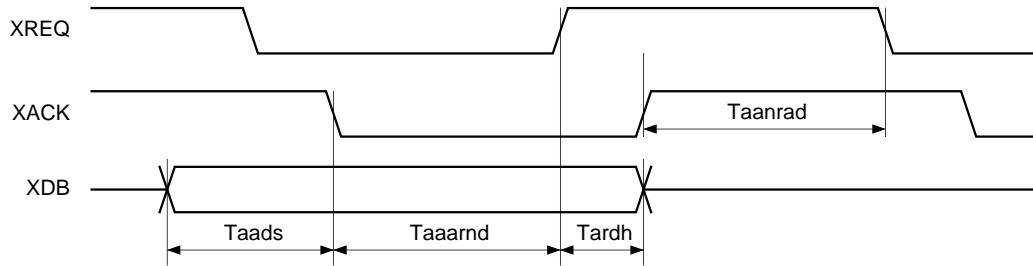 XREQ
XACK
Taanrad
XDB
Taads
Taaarnd
Tardh